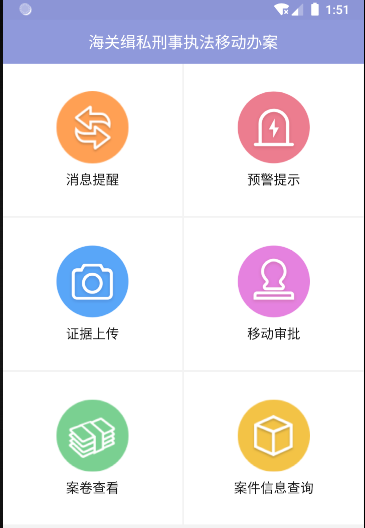 1:51
海关缉私刑事执法移动办案
消息提醒
预警提示
证据上传
移动审批
案卷查看
案件信息查询